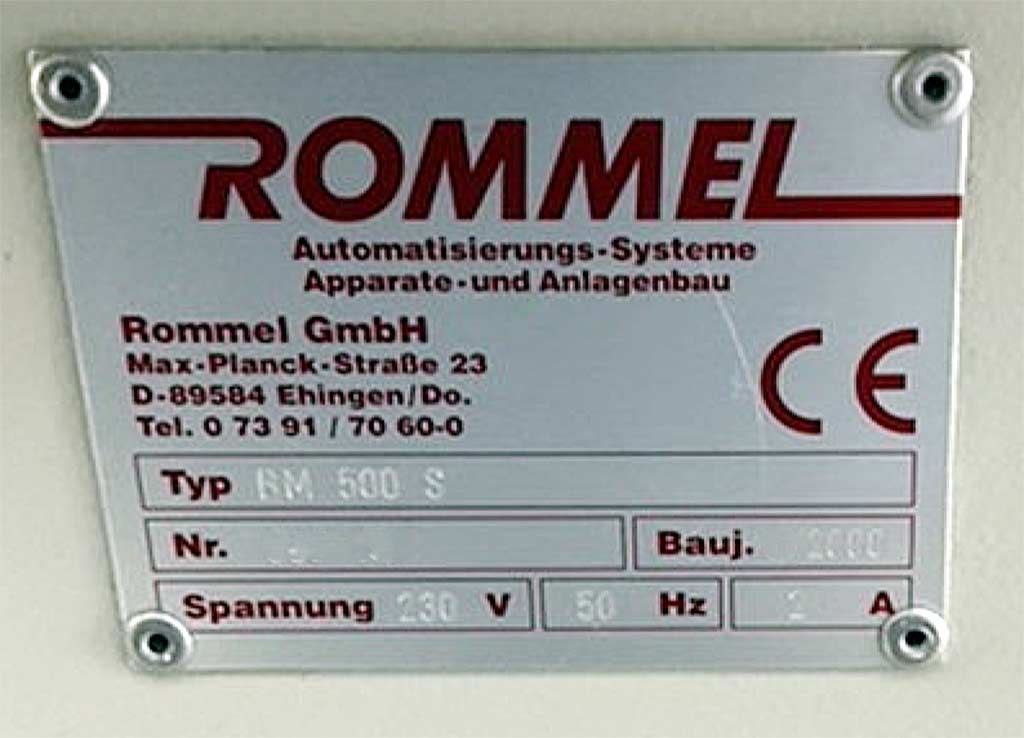 ROMMEL
Automatisierungs-Systeme
Apparate-und Anlagenbau
Rommel GmbH
Max-Planck-Straße 23
D-89584 Ehingen/Do.
Tel. 0 73 91 / 70 60-0
CE
Typ 500 S
Nr.
Bauj. 2000
Spannung 230 V 50 Hz 2 A